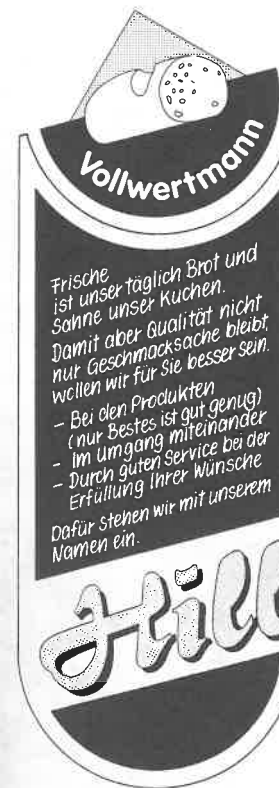 Vollwertmann
Frische
ist unser täglich Brot und
Sahne unser Kuchen.
Damit aber Qualität nicht
nur Geschmacksache bleibt
wollen wir für Sie besser sein.
- Bei den Produkten
(nur Bestes ist gut genug)
- Im Umgang miteinander
- Durch guten Service bei der
Erfüllung Ihrer Wünsche
Dafür stehen wir mit unserem
Namen ein.